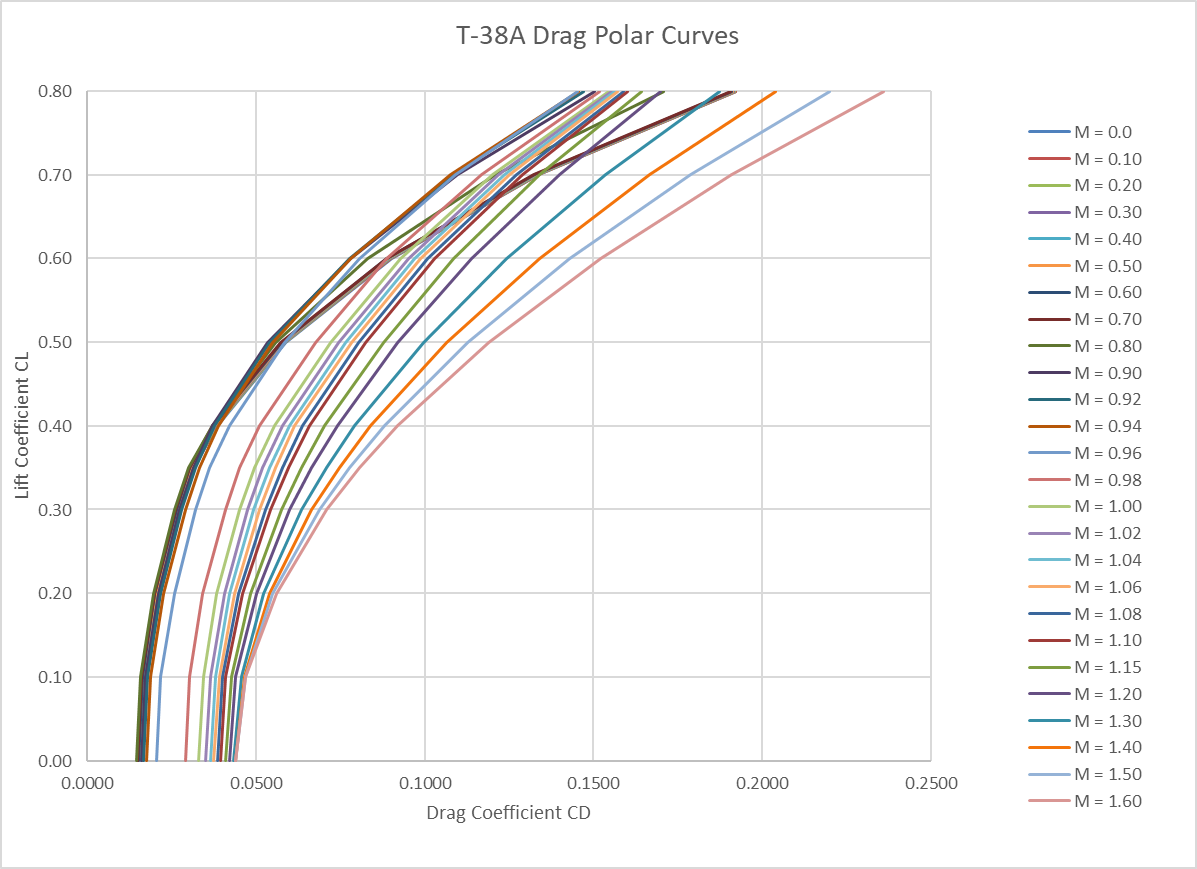 T-38A Drag Polar Curves
0.80
0.70
0.60
0.50
0.40
0.30
0.20
0.10
0.00
Lift Coefficient CL
0.0000
0.0500
0.1000
0.1500
0.2000
0.2500
Drag Coefficient CD
M = 0.0
M = 0.10
M = 0.20
M = 0.30
M = 0.40
M = 0.50
M = 0.60
M = 0.70
M = 0.80
M = 0.90
M = 0.92
M = 0.94
M = 0.96
M = 0.98
M = 1.00
M = 1.02
M = 1.04
M = 1.06
M = 1.08
M = 1.10
M = 1.15
M = 1.20
M = 1.30
M = 1.40
M = 1.50
M = 1.60